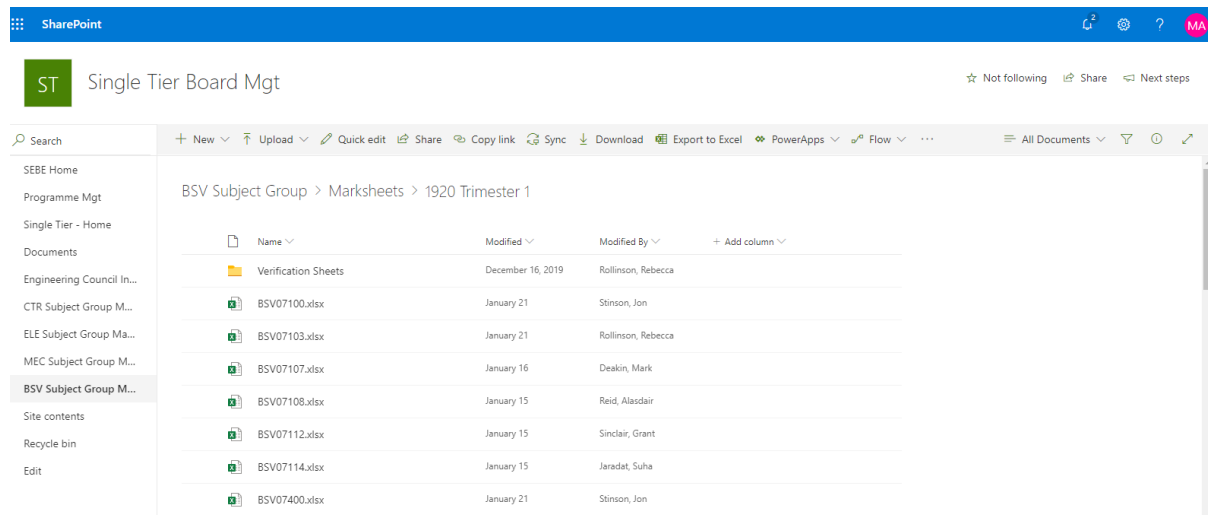 SharePoint
2
MA
ST
Single Tier Board Mgt
Not following Share Next steps
Search
New Upload Quick edit Share Copy link Sync Download Export to Excel PowerApps Flow ... All Documents
SEBE Home
Programme Mgt
Single Tier - Home
Documents
Engineering Council In...
CTR Subject Group M...
ELE Subject Group Ma...
MEC Subject Group M...
BSV Subject Group M...
Site contents
Recycle bin
Edit
BSV Subject Group > Marksheets > 1920 Trimester 1
Name Modified Modified By + Add column
Verification Sheets December 16, 2019 Rollinson, Rebecca
BSV07100.xlsx January 21 Stinson, Jon
BSV07103.xlsx January 21 Rollinson, Rebecca
BSV07107.xlsx January 16 Deakin, Mark
BSV07108.xlsx January 15 Reid, Alasdair
BSV07112.xlsx January 15 Sinclair, Grant
BSV07114.xlsx January 15 Jaradat, Suha
BSV07400.xlsx January 21 Stinson, Jon